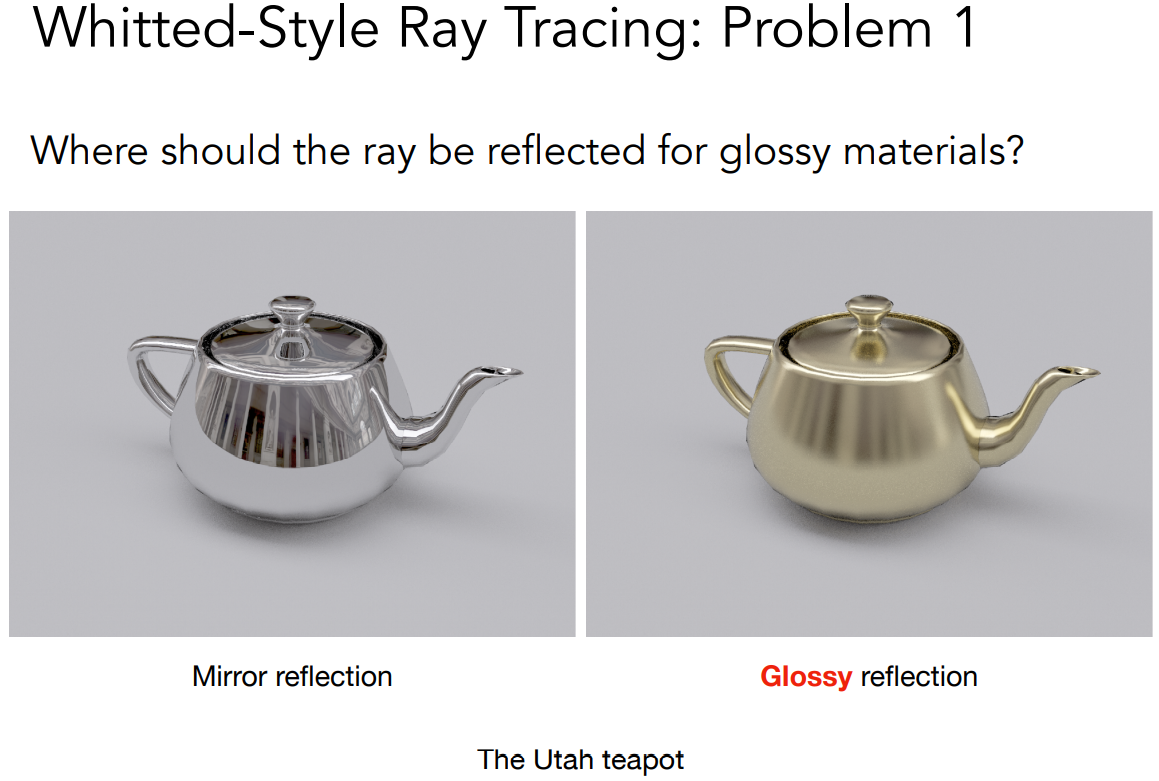 Whitted-Style Ray Tracing: Problem 1
Where should the ray be reflected for glossy materials?
Mirror reflection
Glossy reflection
The Utah teapot